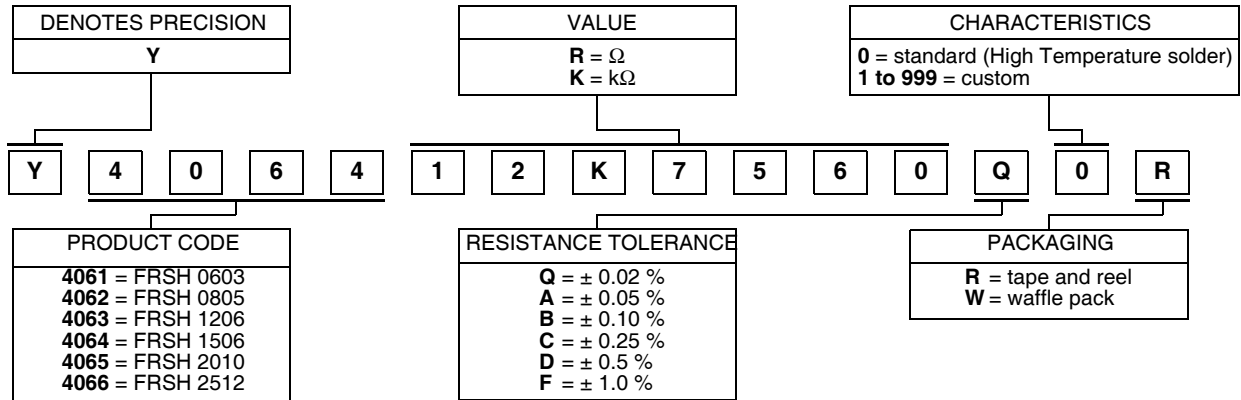 DENOTES PRECISION
Y
VALUE
R = Ω
K = kΩ
CHARACTERISTICS
0 = standard (High Temperature solder)
1 to 999 = custom
Y 4 0 6 4 1 2 K 7 5 6 0 Q 0 R
PRODUCT CODE
4061 = FRSH 0603
4062 = FRSH 0805
4063 = FRSH 1206
4064 = FRSH 1506
4065 = FRSH 2010
4066 = FRSH 2512
RESISTANCE TOLERANCE
Q = ± 0.02 %
A = ± 0.05 %
B = ± 0.10 %
C = ± 0.25 %
D = ± 0.5 %
F = ± 1.0 %
PACKAGING
R = tape and reel
W = waffle pack